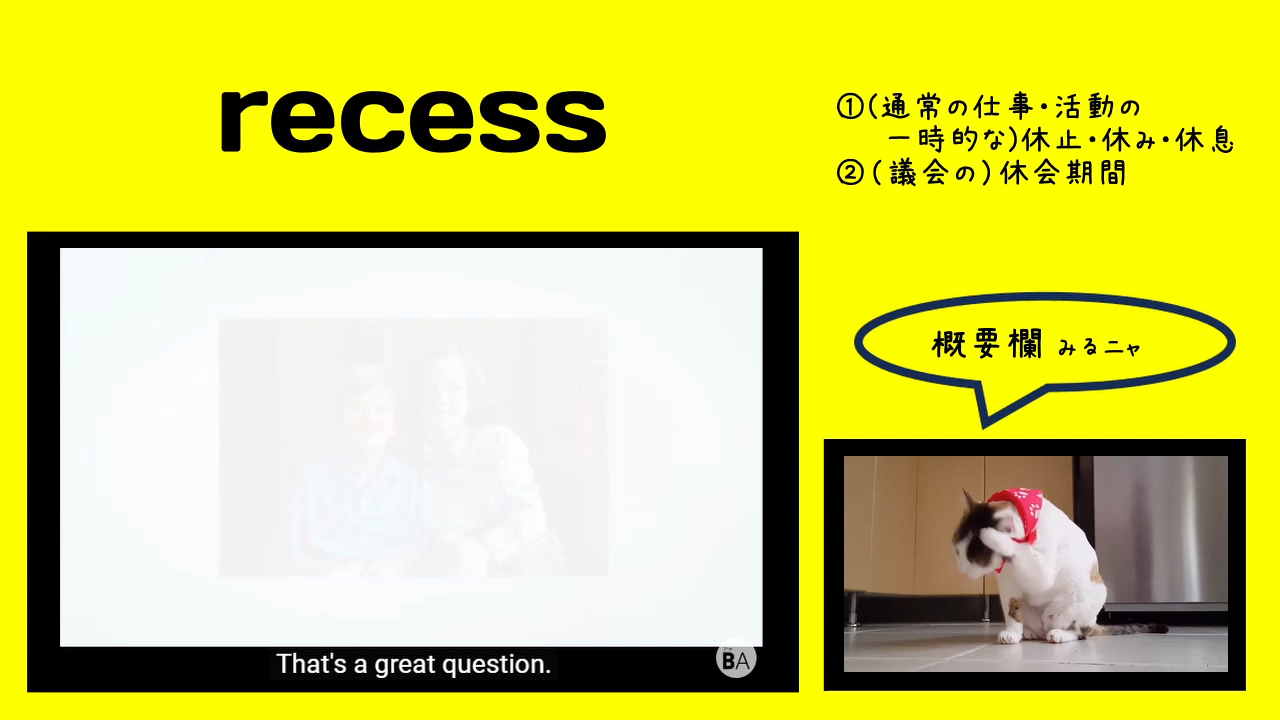 recess
①(通常の仕事・活動の
一時的な)休止・休み・休息
②(議会の)休会期間
概要欄 みるニャ
That's a great question.
BA